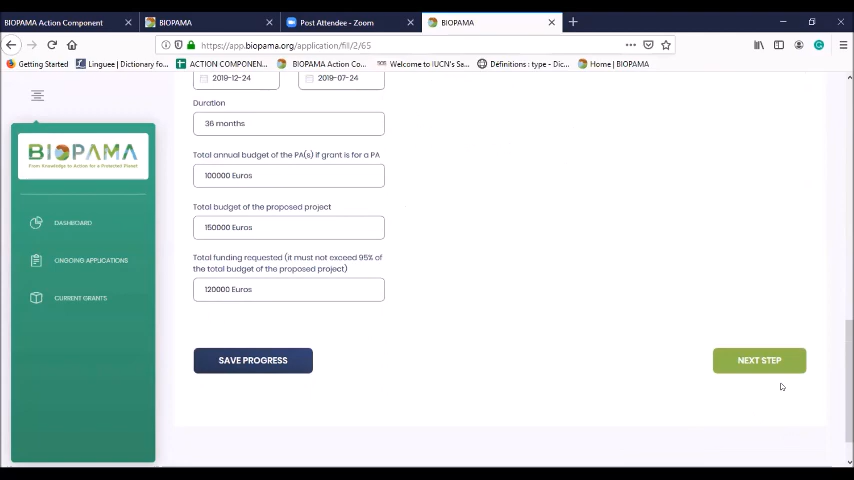 BIOPAMA Action Component
BIOPAMA
Post Attendee - Zoom
BIOPAMA
https://app.biopama.org/application/fill/2/65
Getting Started
Linguee | Dictionary fo...
ACTION COMPONEN...
BIOPAMA Action Co...
Welcome to IUCN's Sa...
Définitions : type - Dic...
Home | BIOPAMA
BIOPAMA
From Knowledge to Action for a Protected Planet
DASHBOARD
ONGOING APPLICATIONS
CURRENT GRANTS
2019-12-24
2019-07-24
Duration
36 months
Total annual budget of the PA(s) if grant is for a PA
100000 Euros
Total budget of the proposed project
150000 Euros
Total funding requested (it must not exceed 95% of
the total budget of the proposed project)
120000 Euros
SAVE PROGRESS
NEXT STEP